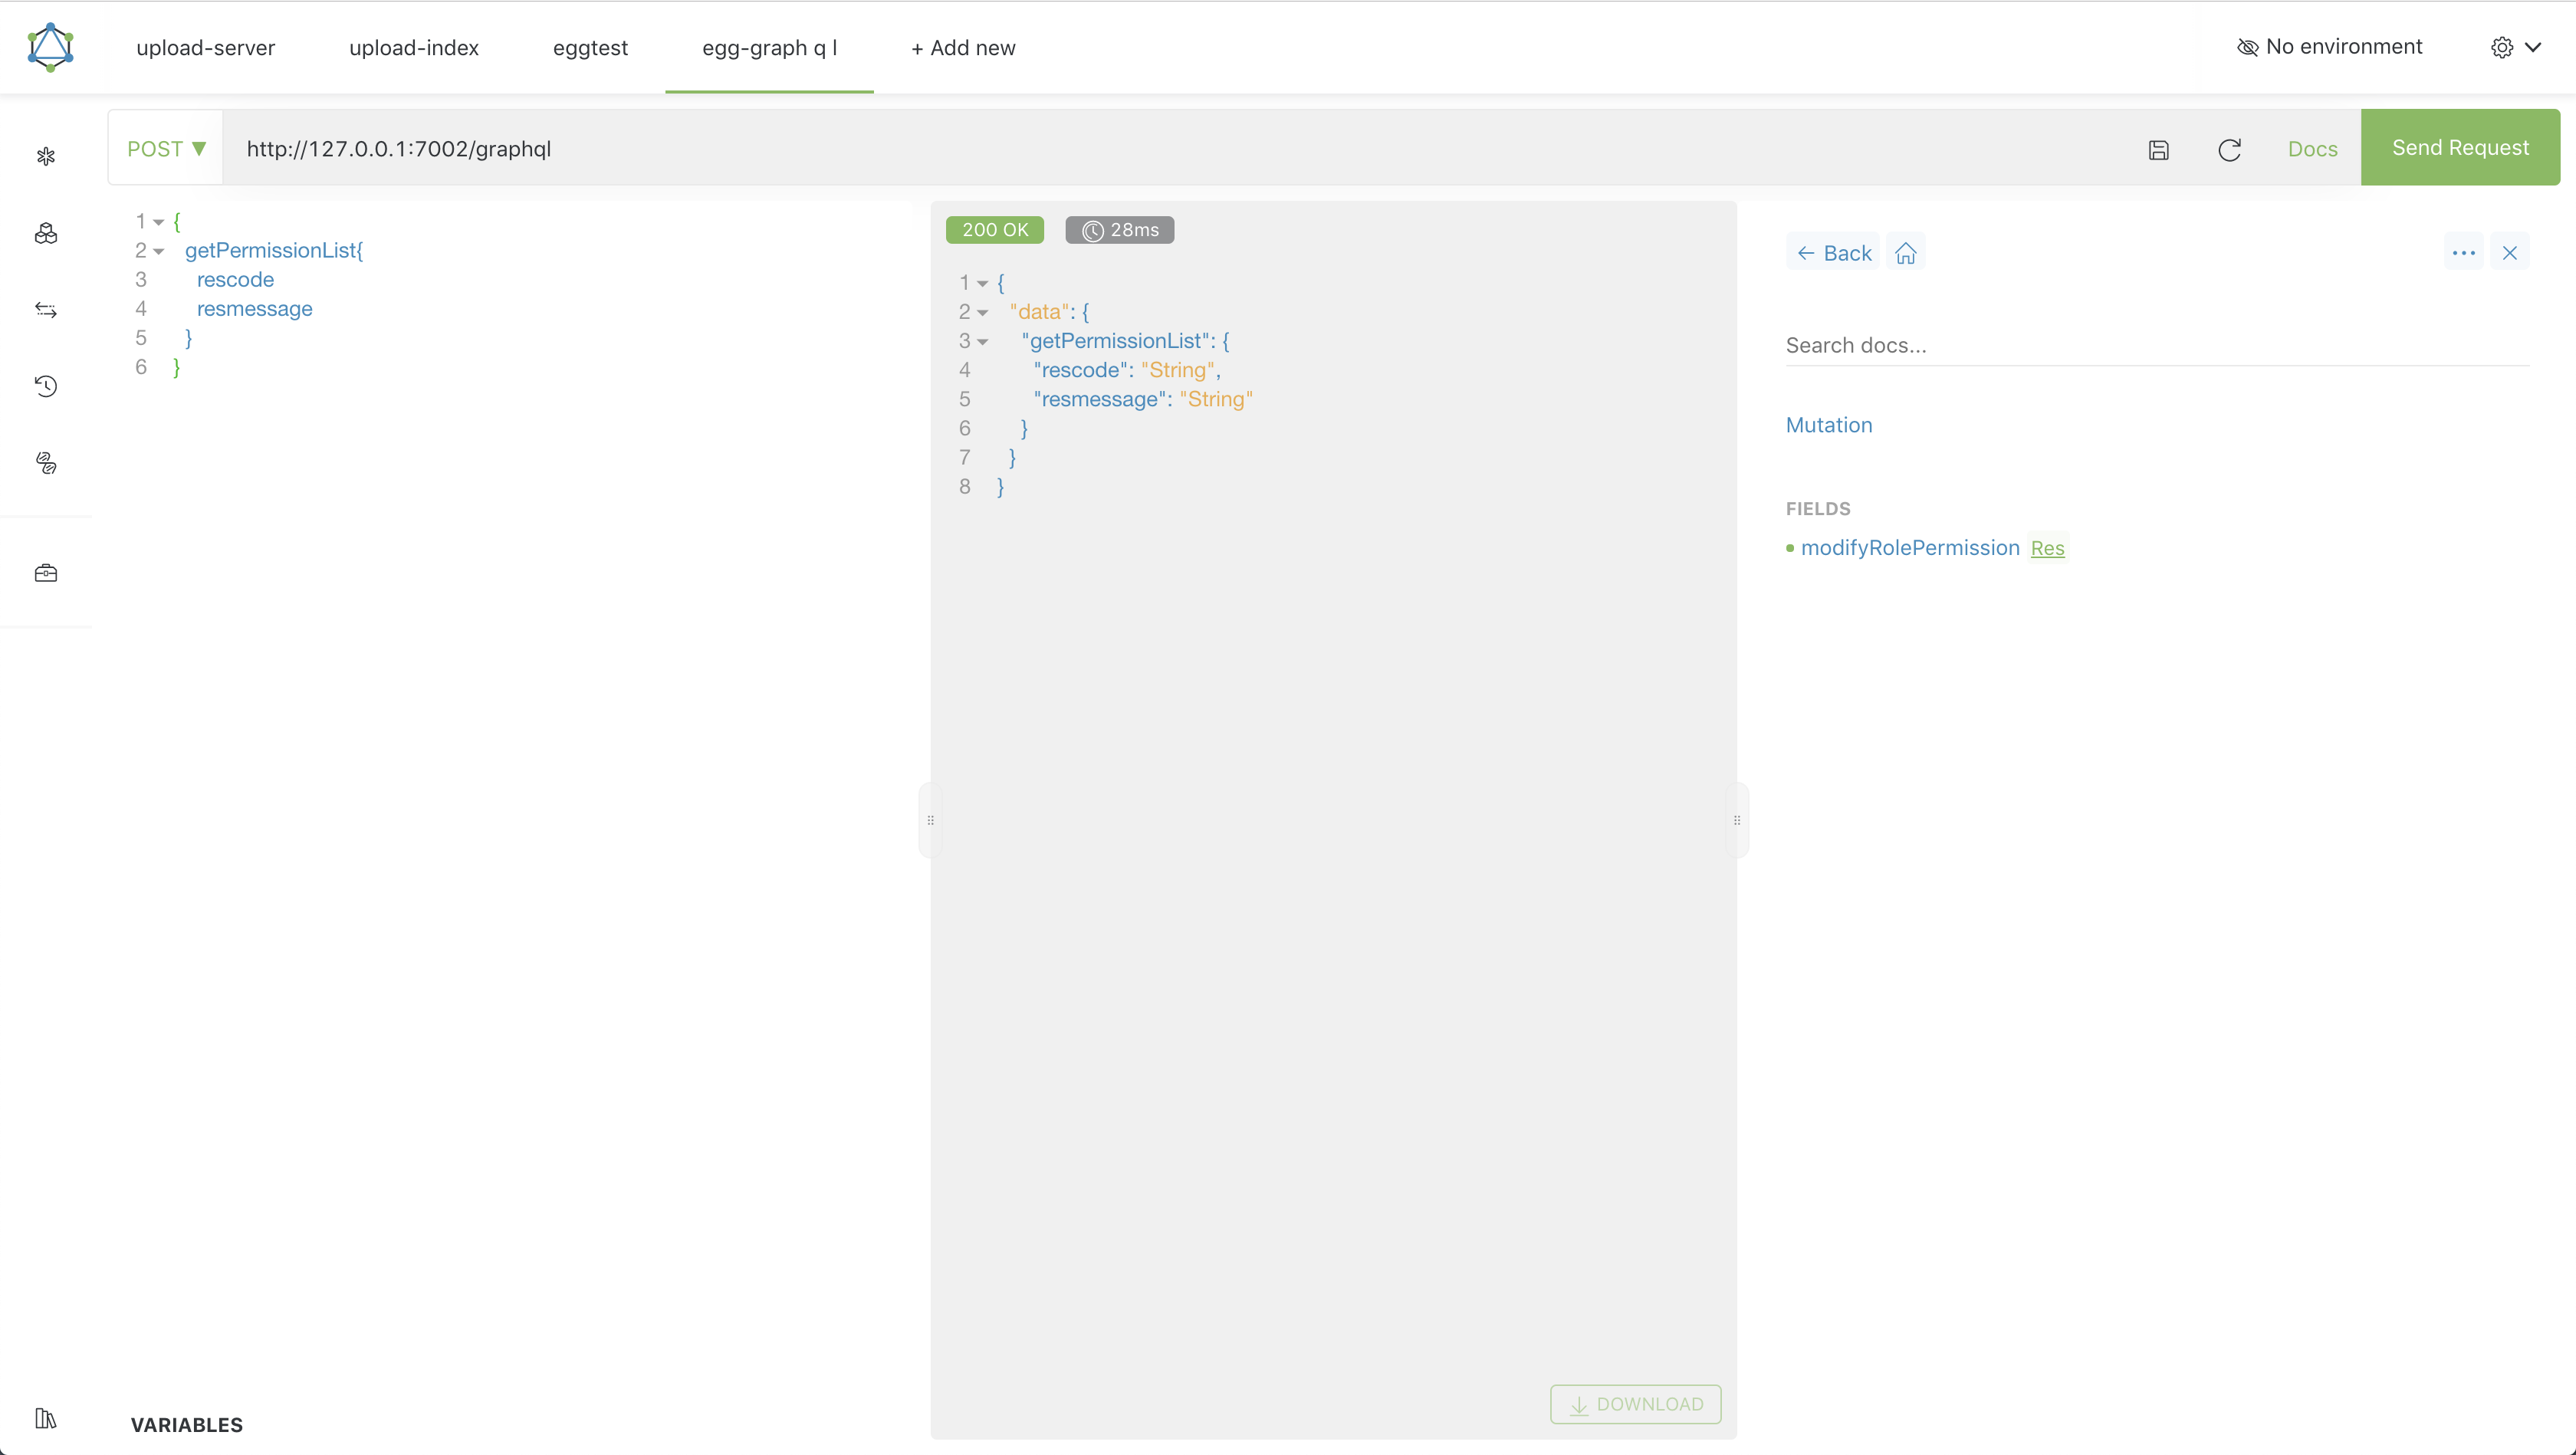 upload-server upload-index eggtest egg-graph q l + Add new No environment
POST ▼ http://127.0.0.1:7002/graphql Docs Send Request
1 {
2 getPermissionList{
3 rescode
4 resmessage
5 }
6 }
VARIABLES
200 OK 28ms
1 {
2 "data": {
3 "getPermissionList": {
4 "rescode": "String",
5 "resmessage": "String"
6 }
7 }
8 }
DOWNLOAD
← Back
Search docs...
Mutation
FIELDS
modifyRolePermission Res